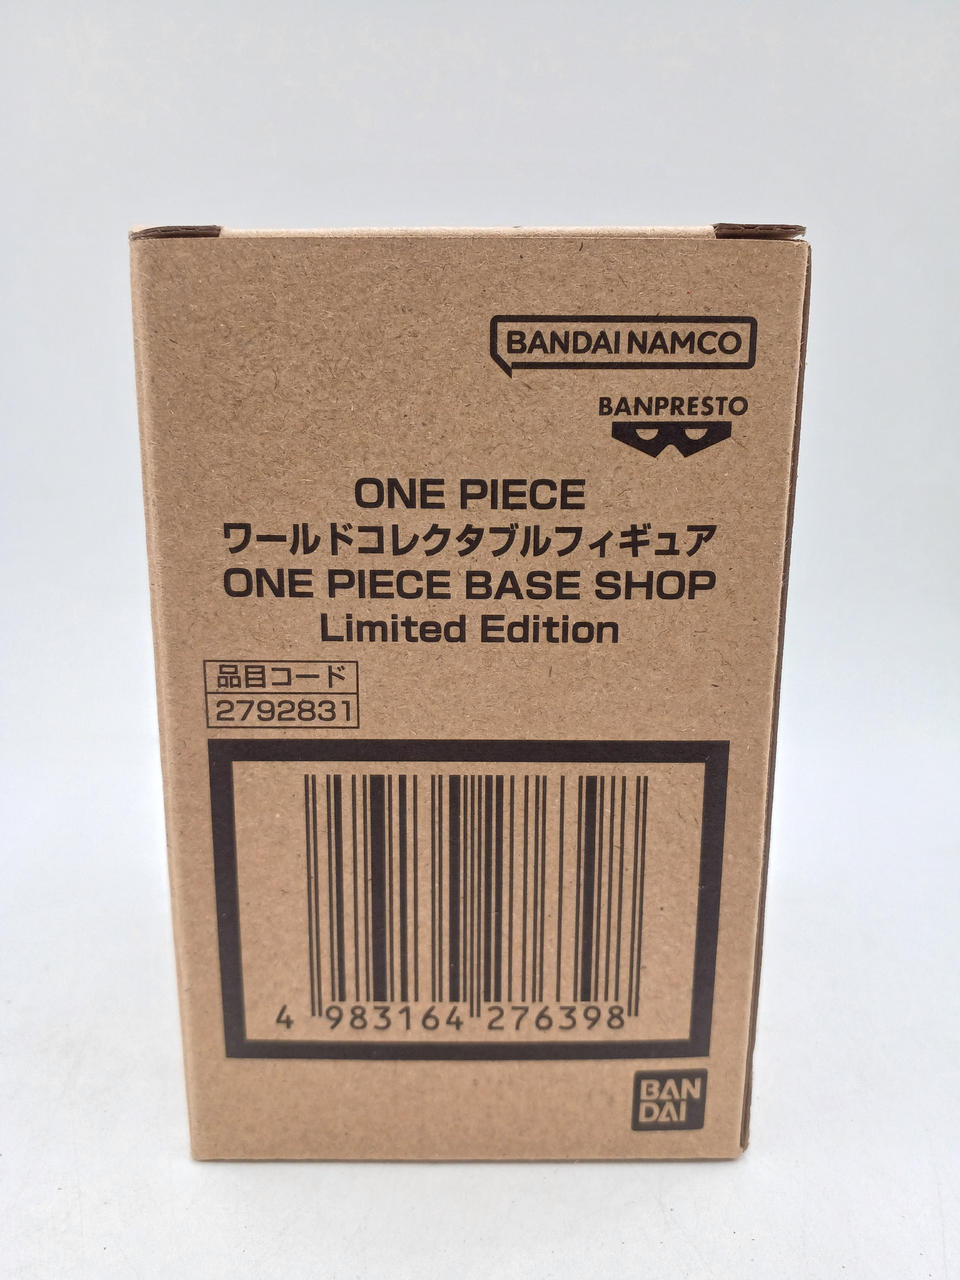 BANDAI NAMCO
BANPRESTO
ONE PIECE
ワールドコレクタブルフィギュア
ONE PIECE BASE SHOP
Limited Edition
品目コード
2792831
4 983164 276398
BAN
DAI